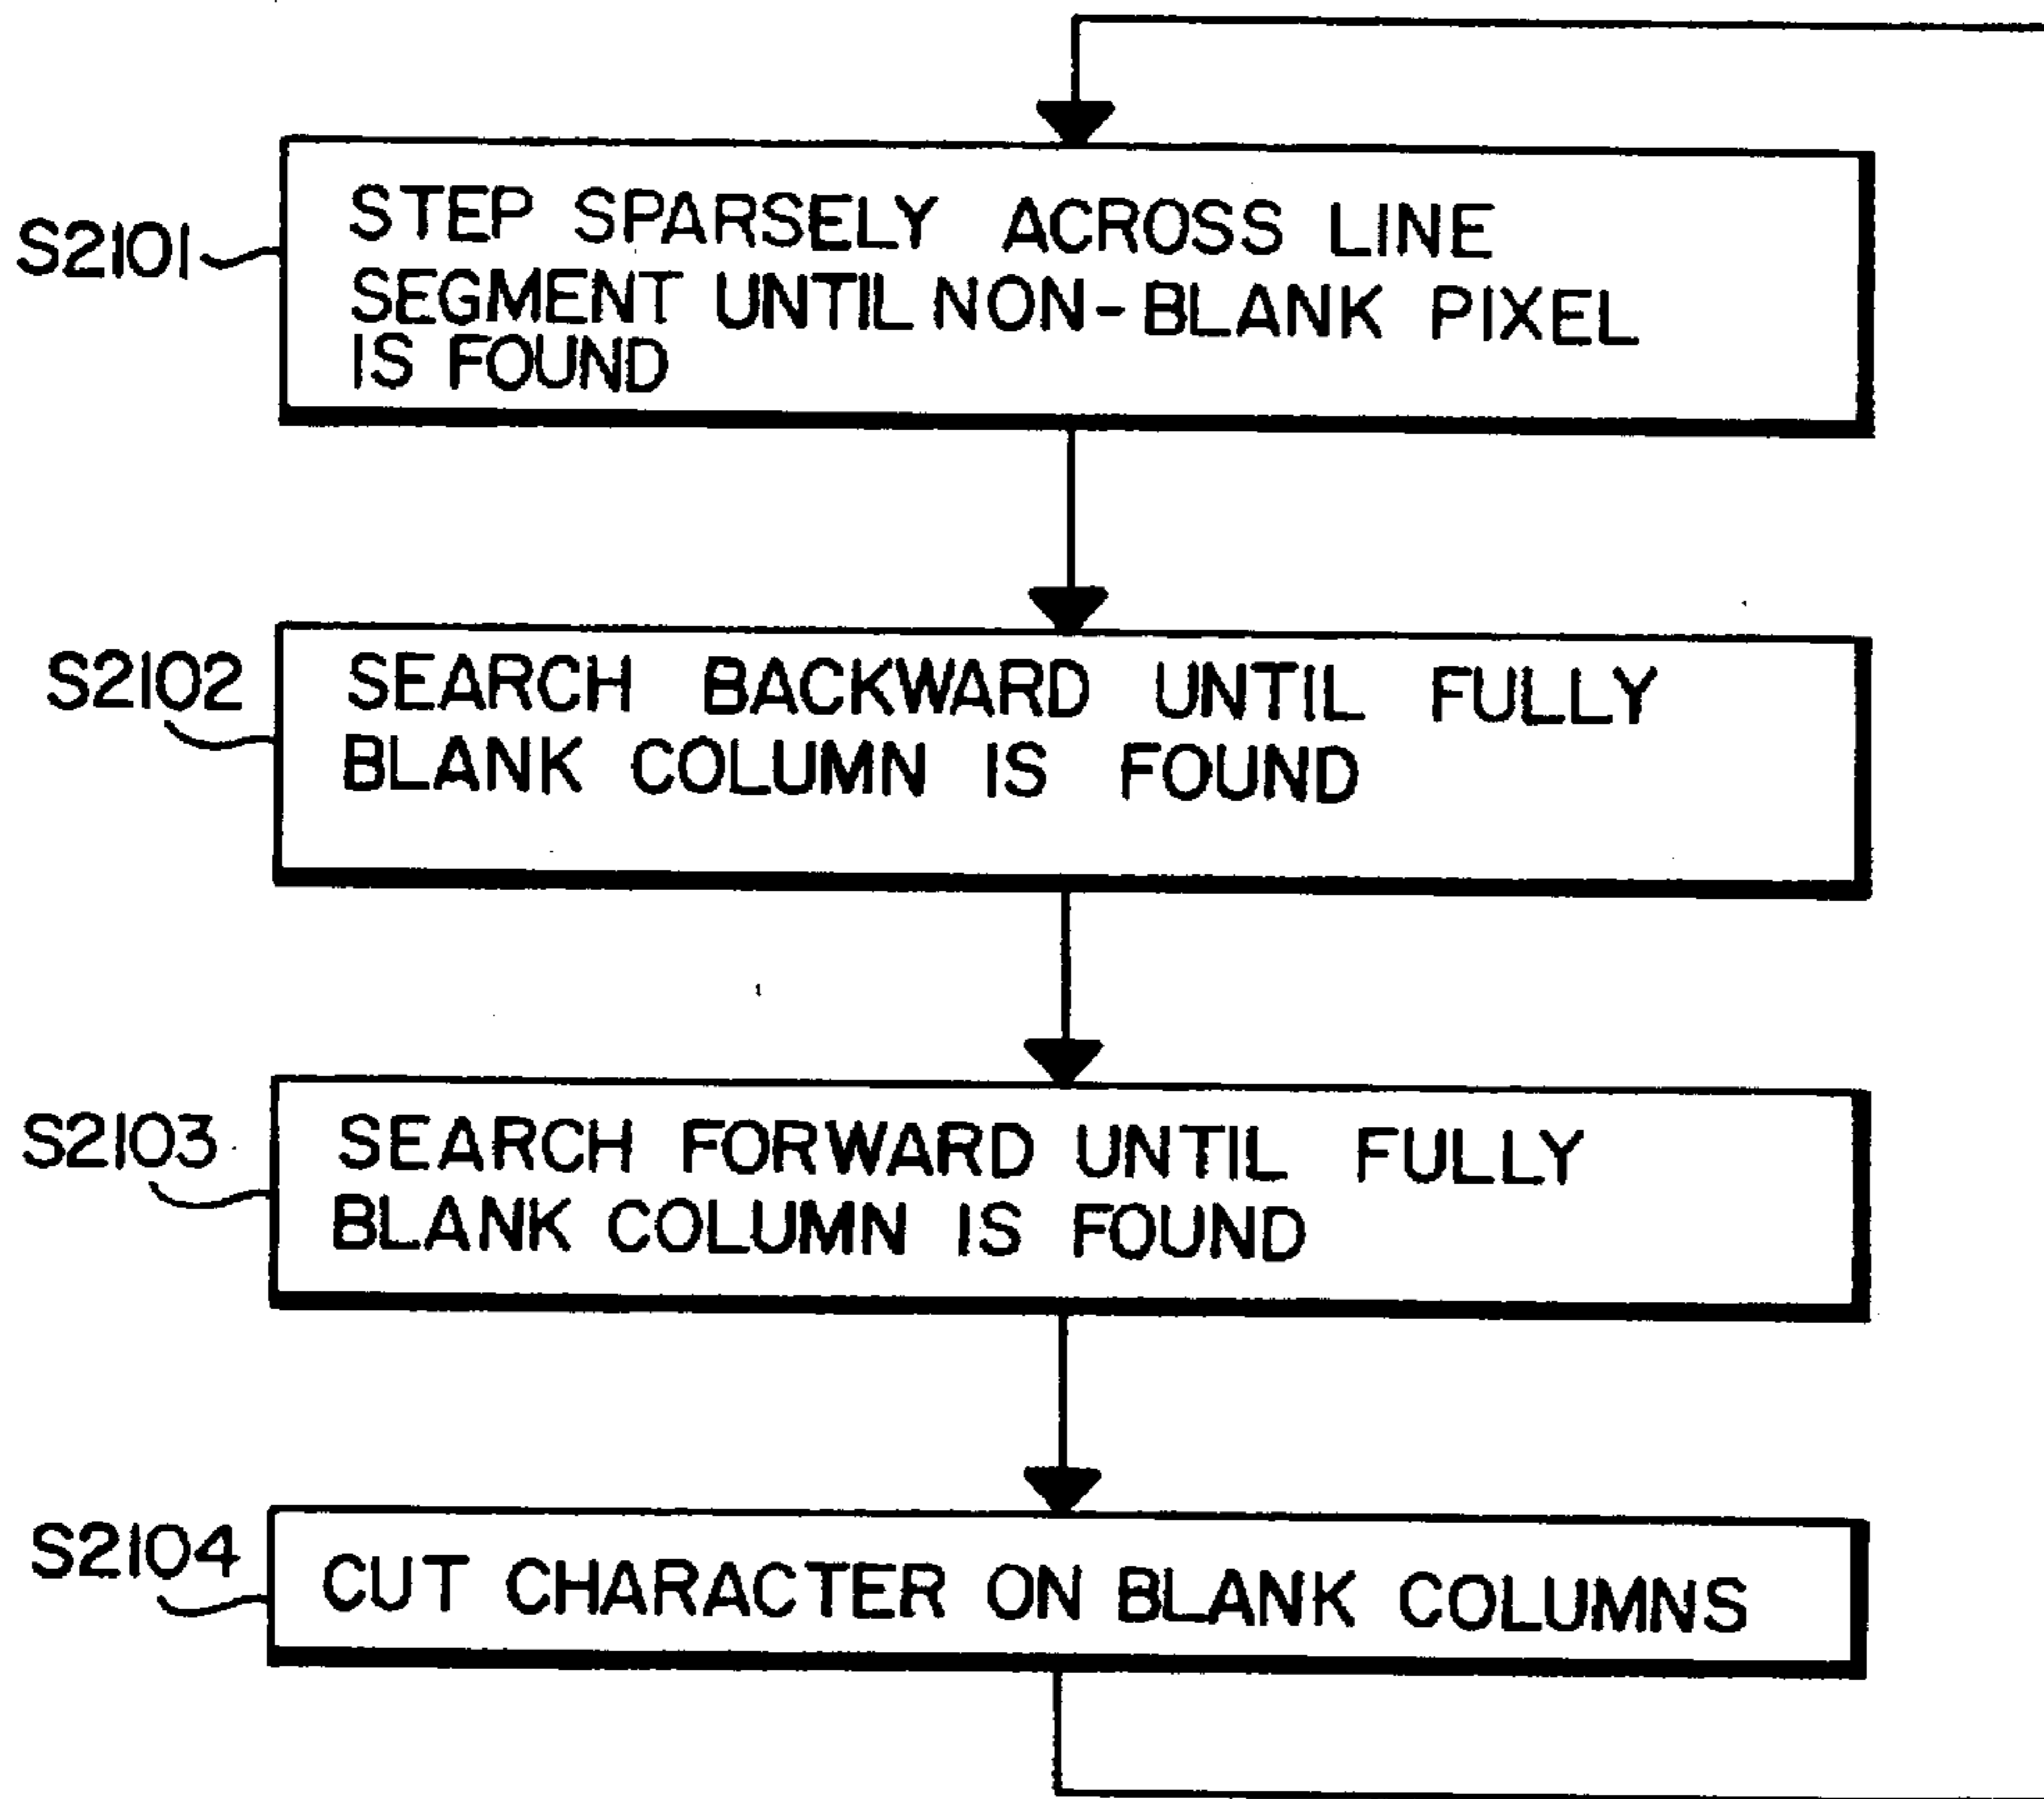 S2101
STEP SPARSELY ACROSS LINE
SEGMENT UNTIL NON-BLANK PIXEL
IS FOUND
S2102
SEARCH BACKWARD UNTIL FULLY
BLANK COLUMN IS FOUND
S2103
SEARCH FORWARD UNTIL FULLY
BLANK COLUMN IS FOUND
S2104
CUT CHARACTER ON BLANK COLUMNS